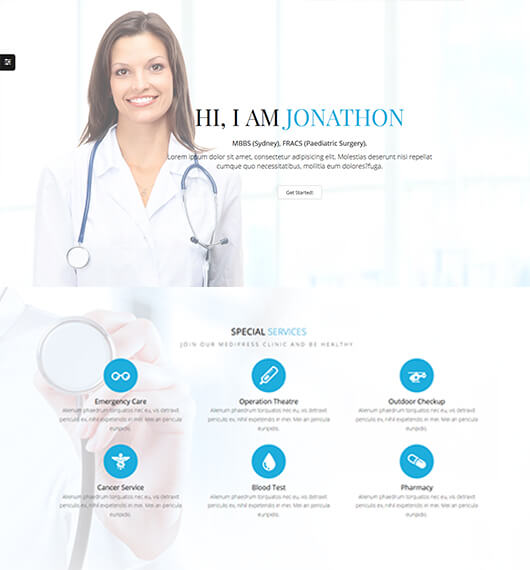 HI, I AM JONATHON
MBBS (Sydney), FRACS (Paediatric Surgery).
Lorem ipsum dolor sit amet, consectetur adipisicing elit. Molestias deserunt nisi repellat
cumque quo necessitatibus, mollitia eum dolores?fuga.
Get Started!
SPECIAL SERVICES
JOIN OUR MEDIPRESS CLINIC AND BE HEALTHY
Emergency Care
Alienum phaedrum torquatos nec eu, vis detraxit
periculis ex, nihil expetendis in mei. Mei an pericula
euripidis.
Operation Theatre
Alienum phaedrum torquatos nec eu, vis detraxit
periculis ex, nihil expetendis in mei. Mei an pericula
euripidis.
Outdoor Checkup
Alienum phaedrum torquatos nec eu, vis detraxit
periculis ex, nihil expetendis in mei. Mei an pericula
euripidis.
Cancer Service
Alienum phaedrum torquatos nec eu, vis detraxit
periculis ex, nihil expetendis in mei. Mei an pericula
euripidis.
Blood Test
Alienum phaedrum torquatos nec eu, vis detraxit
periculis ex, nihil expetendis in mei. Mei an pericula
euripidis.
Pharmacy
Alienum phaedrum torquatos nec eu, vis detraxit
periculis ex, nihil expetendis in mei. Mei an pericula
euripidis.